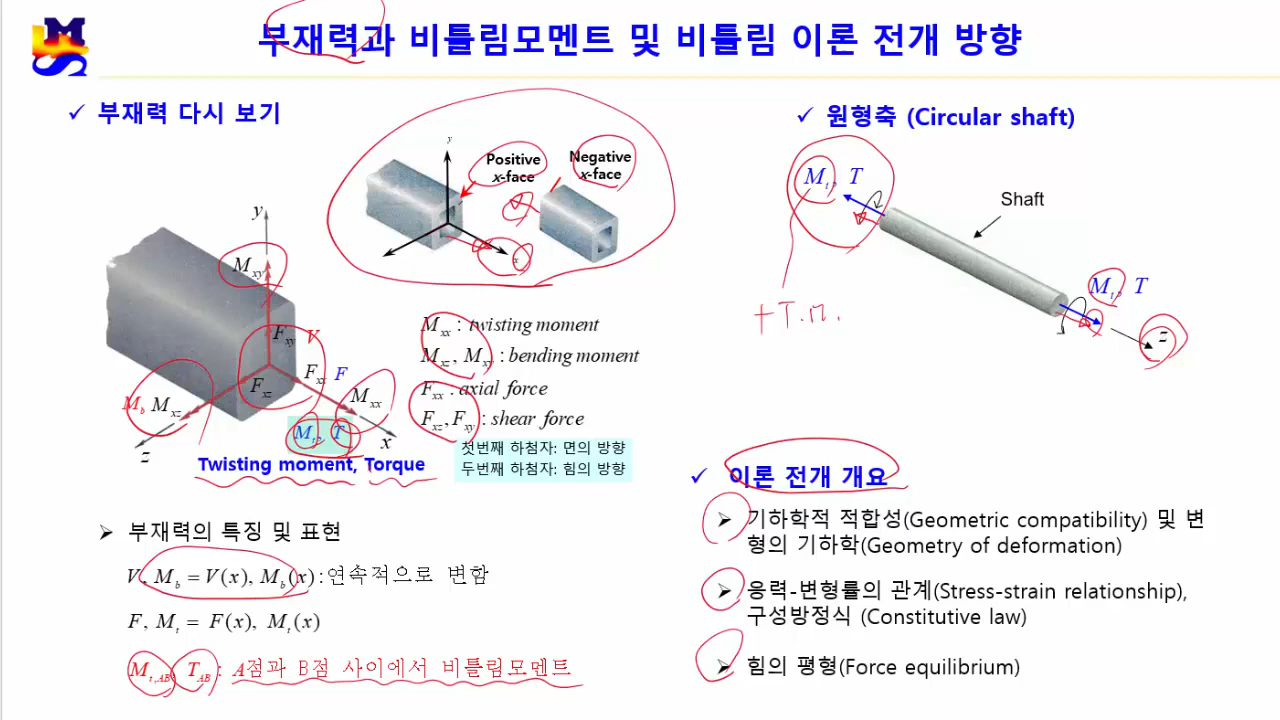 부재력과 비틀림모멘트 및 비틀림 이론 전개 방향
✓ 부재력 다시 보기
y
Positive
x-face
Negative
x-face
x
y
M_xy
F_xy V
F_xx F
F_xz
M_b M_xz
M_xx
M_t, T
x
z
Twisting moment, Torque
M_xx : twisting moment
M_xz, M_xy : bending moment
F_xx : axial force
F_xz, F_xy : shear force
첫번째 하첨자: 면의 방향
두번째 하첨자: 힘의 방향
➢ 부재력의 특징 및 표현
V, M_b = V(x), M_b(x) : 연속적으로 변함
F, M_t = F(x), M_t(x)
M_t,AB, T_AB : A점과 B점 사이에서 비틀림모멘트
✓ 원형축 (Circular shaft)
M_t, T
Shaft
M_t, T
z
+T.M.
✓ 이론 전개 개요
➢ 기하학적 적합성(Geometric compatibility) 및 변
형의 기하학(Geometry of deformation)
➢ 응력-변형률의 관계(Stress-strain relationship),
구성방정식 (Constitutive law)
➢ 힘의 평형(Force equilibrium)